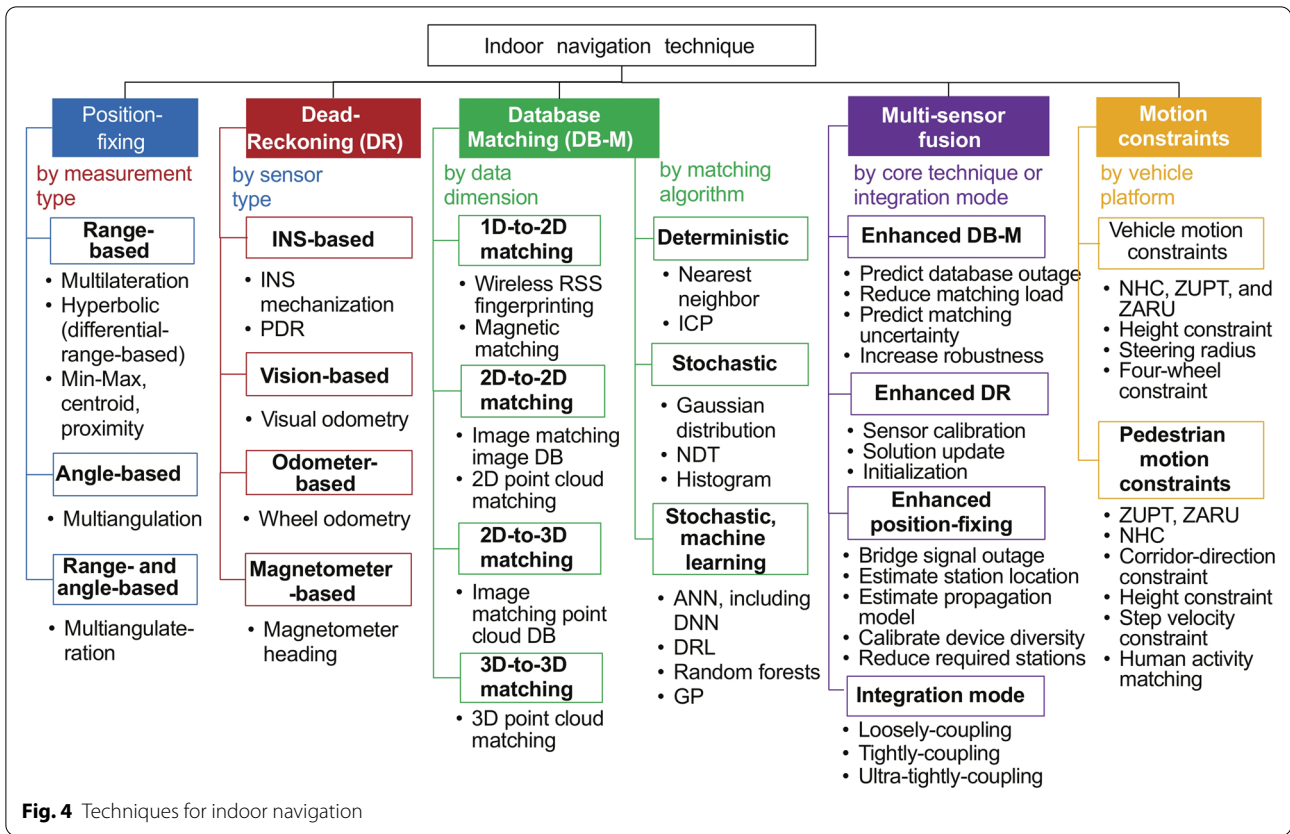 Indoor navigation technique
Position-
fixing
by measurement
type
Range-
based
• Multilateration
• Hyperbolic
(differential-
range-based)
• Min-Max,
centroid,
proximity
Angle-based
• Multiangulation
Range- and
angle-based
• Multiangulate-
ration
Dead-
Reckoning (DR)
by sensor
type
INS-based
• INS
mechanization
• PDR
Vision-based
• Visual odometry
Odometer-
based
• Wheel odometry
Magnetometer
-based
• Magnetometer
heading
Database
Matching (DB-M)
by data
dimension
1D-to-2D
matching
• Wireless RSS
fingerprinting
• Magnetic
matching
2D-to-2D
matching
• Image matching
image DB
• 2D point cloud
matching
2D-to-3D
matching
• Image
matching point
cloud DB
3D-to-3D
matching
• 3D point cloud
matching
by matching
algorithm
Deterministic
• Nearest
neighbor
• ICP
Stochastic
• Gaussian
distribution
• NDT
• Histogram
Stochastic,
machine
learning
• ANN, including
DNN
• DRL
• Random forests
• GP
Multi-sensor
fusion
by core technique or
integration mode
Enhanced DB-M
• Predict database outage
• Reduce matching load
• Predict matching
uncertainty
• Increase robustness
Enhanced DR
• Sensor calibration
• Solution update
• Initialization
Enhanced
position-fixing
• Bridge signal outage
• Estimate station location
• Estimate propagation
model
• Calibrate device diversity
• Reduce required stations
Integration mode
• Loosely-coupling
• Tightly-coupling
• Ultra-tightly-coupling
Motion
constraints
by vehicle
platform
Vehicle motion
constraints
• NHC, ZUPT, and
ZARU
• Height constraint
• Steering radius
• Four-wheel
constraint
Pedestrian
motion
constraints
• ZUPT, ZARU
• NHC
• Corridor-direction
constraint
• Height constraint
• Step velocity
constraint
• Human activity
matching
Fig. 4 Techniques for indoor navigation